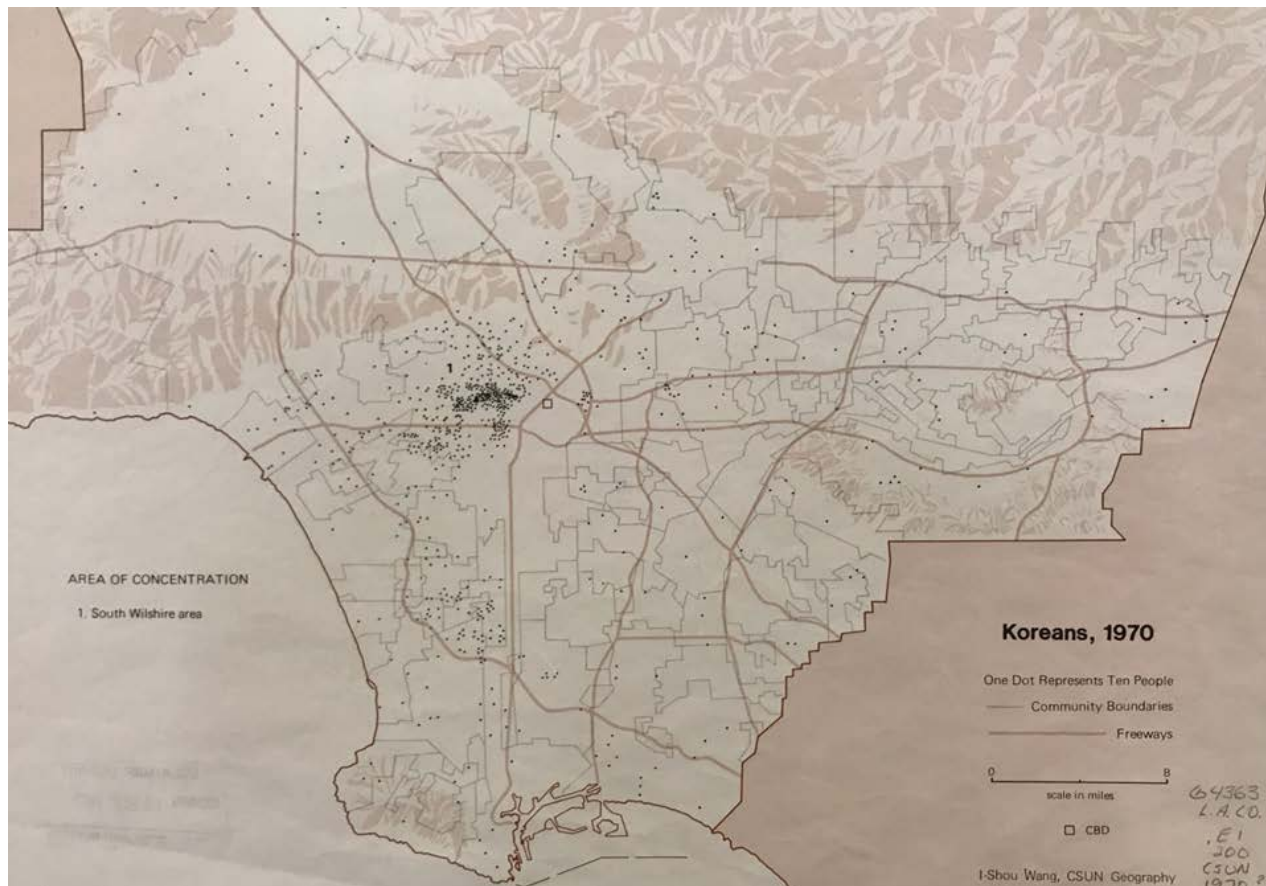 1
AREA OF CONCENTRATION
1. South Wilshire area
Koreans, 1970
One Dot Represents Ten People
Community Boundaries
Freeways
0 8
scale in miles
CBD
I-Shou Wang, CSUN Geography
G4363
L.A.CO.
.E1
200
CSUN
1970